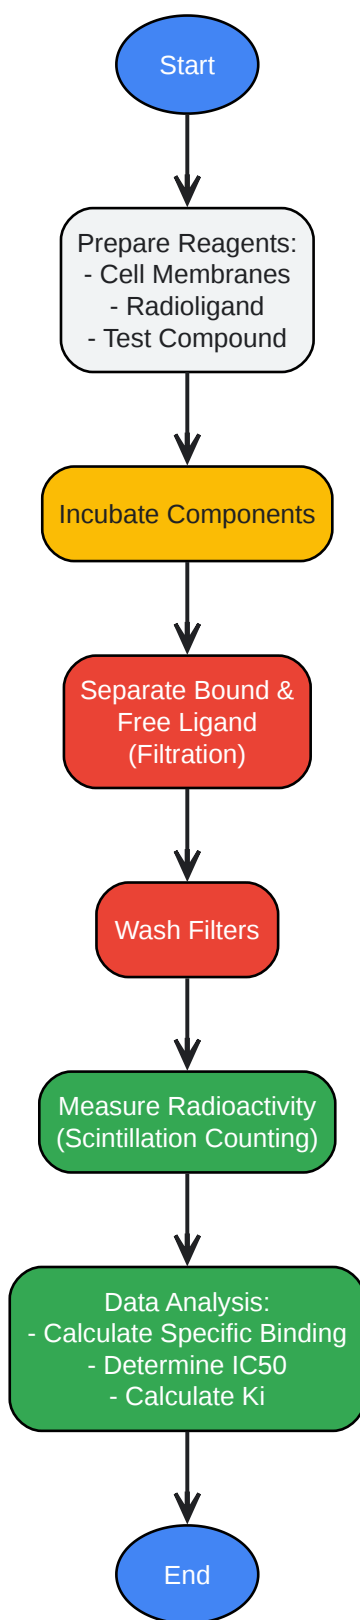 Start
Prepare Reagents:
- Cell Membranes
- Radioligand
- Test Compound
Incubate Components
Separate Bound &
Free Ligand
(Filtration)
Wash Filters
Measure Radioactivity
(Scintillation Counting)
Data Analysis:
- Calculate Specific Binding
- Determine IC50
- Calculate Ki
End